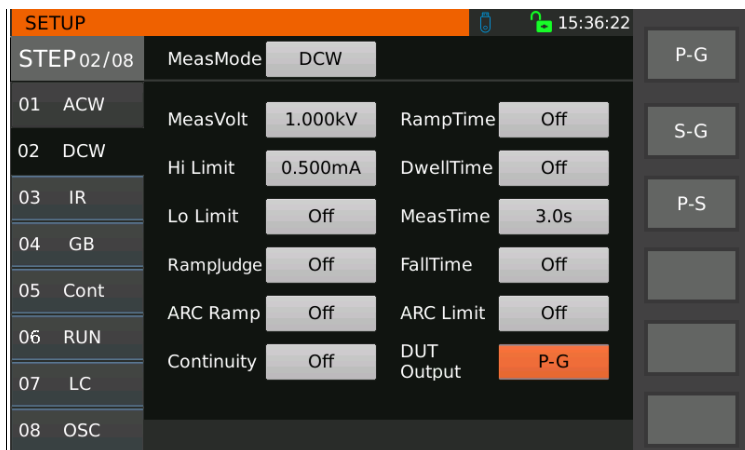 SETUP 15:36:22
STEP 02/08
MeasMode DCW
01 ACW
02 DCW
03 IR
04 GB
05 Cont
06 RUN
07 LC
08 OSC
MeasVolt 1.000kV RampTime Off
Hi Limit 0.500mA DwellTime Off
Lo Limit Off MeasTime 3.0s
RampJudge Off FallTime Off
ARC Ramp Off ARC Limit Off
Continuity Off DUT Output P-G
P-G
S-G
P-S